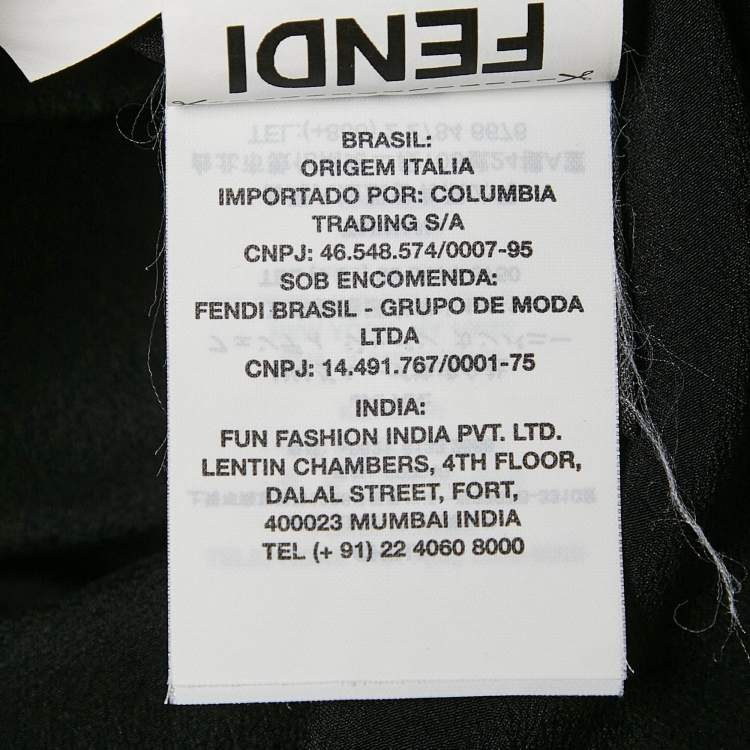 FENDI
BRASIL:
ORIGEM ITALIA
IMPORTADO POR: COLUMBIA
TRADING S/A
CNPJ: 46.548.574/0007-95
SOB ENCOMENDA:
FENDI BRASIL - GRUPO DE MODA
LTDA
CNPJ: 14.491.767/0001-75
INDIA:
FUN FASHION INDIA PVT. LTD.
LENTIN CHAMBERS, 4TH FLOOR,
DALAL STREET, FORT,
400023 MUMBAI INDIA
TEL (+ 91) 22 4060 8000